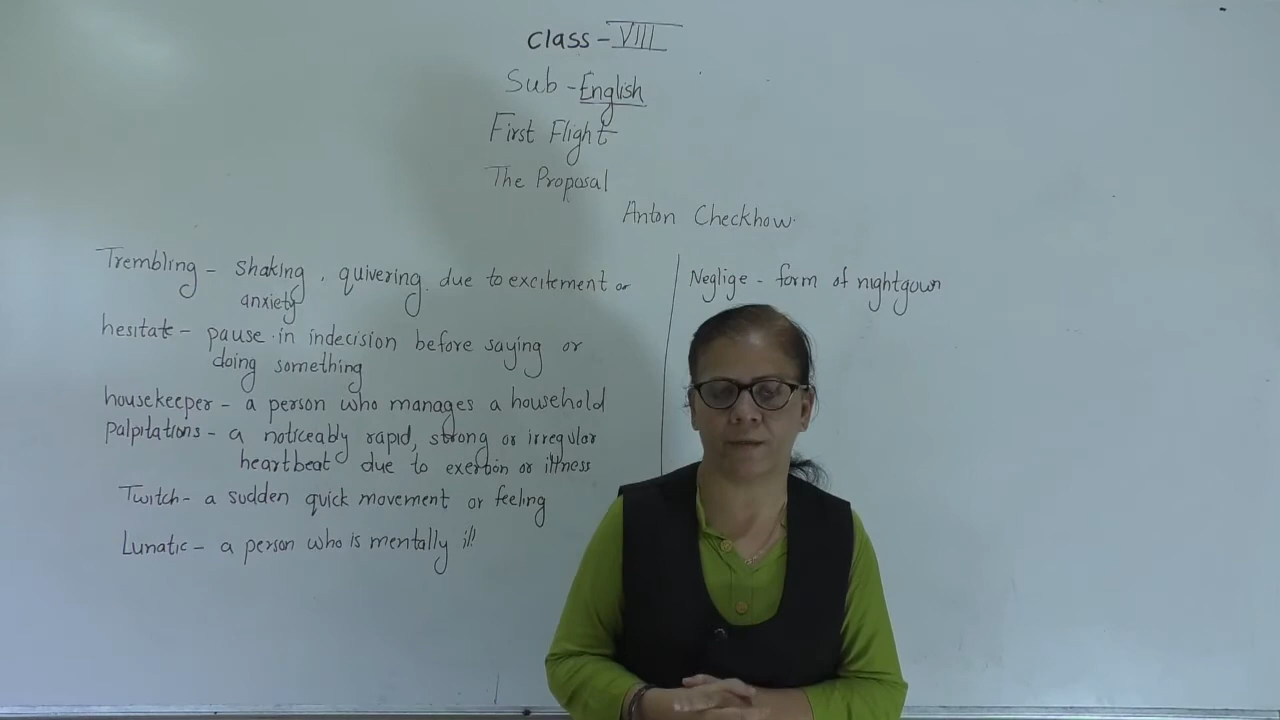 Class - VIII
Sub - English
First Flight
The Proposal
Anton Checkhow.
Trembling - shaking, quivering due to excitement or
anxiety
hesitate - pause in indecision before saying or
doing something
housekeeper - a person who manages a household
palpitations - a noticeably rapid, strong or irregular
heartbeat due to exertion or illness
Twitch - a sudden quick movement or feeling
Lunatic - a person who is mentally ill
Neglige - form of nightgown